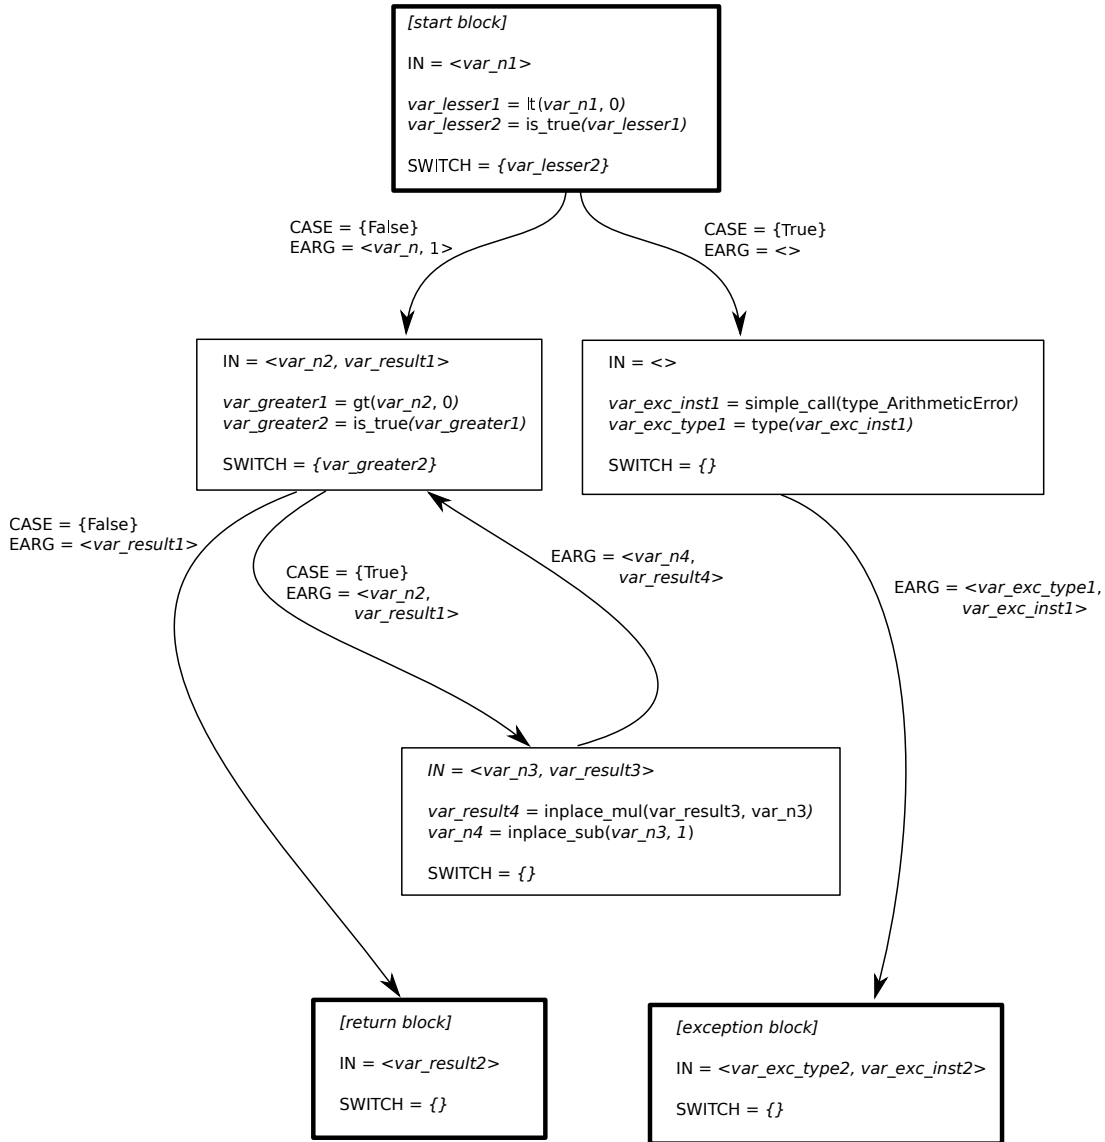 [start block]
IN = <var_n1>
var_lesser1 = lt(var_n1, 0)
var_lesser2 = is_true(var_lesser1)
SWITCH = {var_lesser2}
CASE = {False}
EARG = <var_n, 1>
CASE = {True}
EARG = <>
IN = <var_n2, var_result1>
var_greater1 = gt(var_n2, 0)
var_greater2 = is_true(var_greater1)
SWITCH = {var_greater2}
IN = <>
var_exc_inst1 = simple_call(type_ArithmeticError)
var_exc_type1 = type(var_exc_inst1)
SWITCH = {}
CASE = {False}
EARG = <var_result1>
CASE = {True}
EARG = <var_n2,
var_result1>
EARG = <var_n4,
var_result4>
EARG = <var_exc_type1,
var_exc_inst1>
IN = <var_n3, var_result3>
var_result4 = inplace_mul(var_result3, var_n3)
var_n4 = inplace_sub(var_n3, 1)
SWITCH = {}
[return block]
IN = <var_result2>
SWITCH = {}
[exception block]
IN = <var_exc_type2, var_exc_inst2>
SWITCH = {}